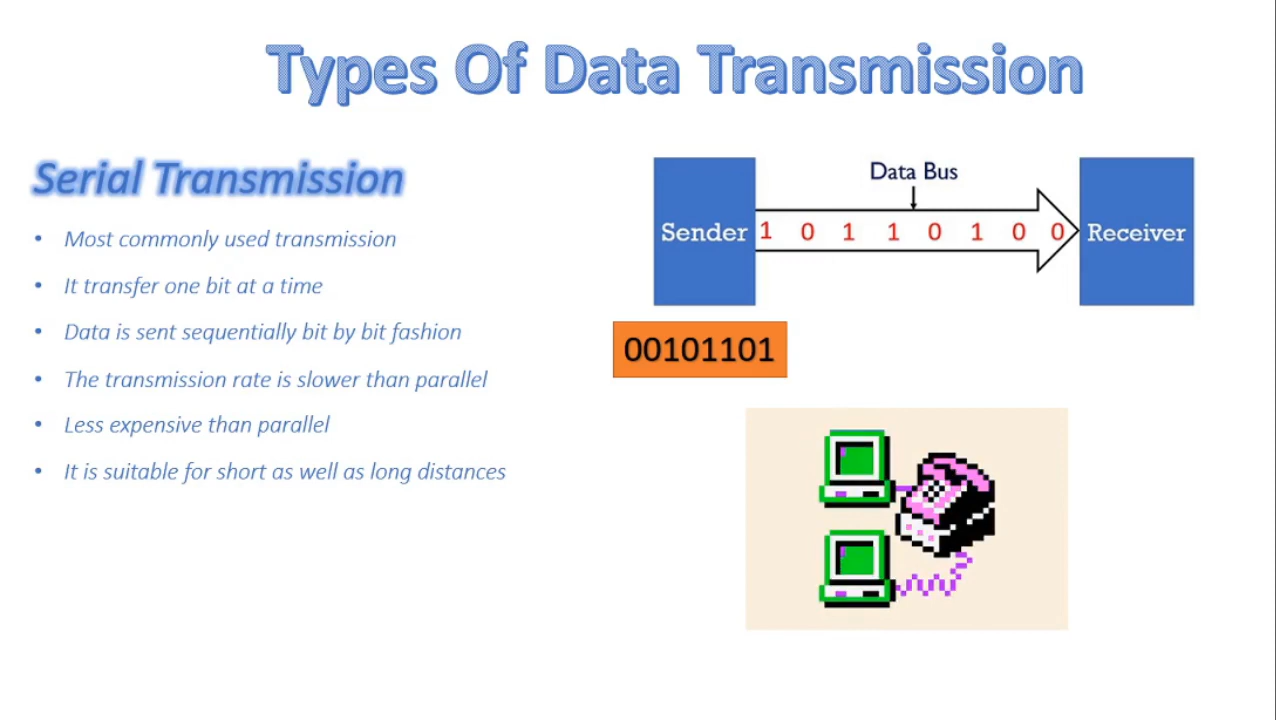 Types Of Data Transmission
Serial Transmission
• Most commonly used transmission
• It transfer one bit at a time
• Data is sent sequentially bit by bit fashion
• The transmission rate is slower than parallel
• Less expensive than parallel
• It is suitable for short as well as long distances
Data Bus
Sender 1 0 1 1 0 1 0 0 Receiver
00101101